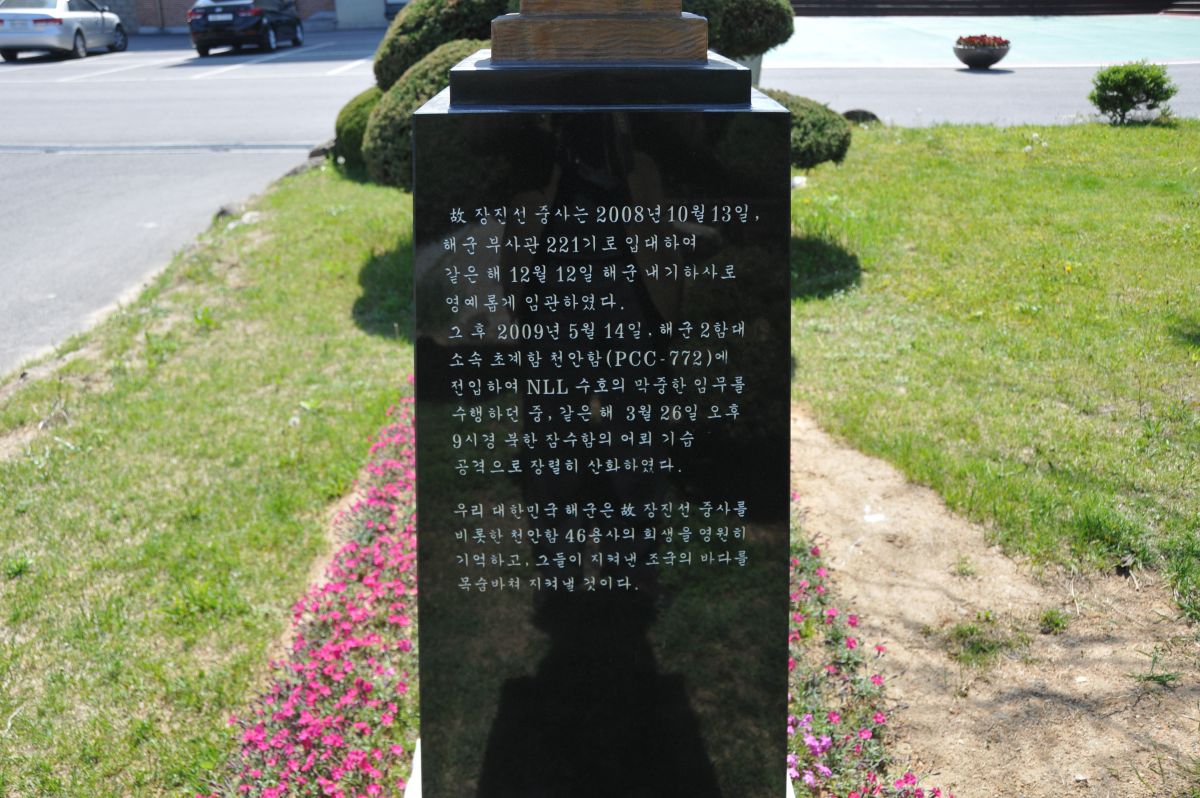 故 장진선 중사는 2008년 10월 13일,
해군 부사관 221기로 입대하여
같은 해 12월 12일 해군 내기하사로
영예롭게 임관하였다.
그 후 2009년 5월 14일, 해군 2함대
소속 초계함 천안함(PCC-772)에
전입하여 NLL 수호의 막중한 임무를
수행하던 중, 같은 해 3월 26일 오후
9시경 북한 잠수함의 어뢰 기습
공격으로 장렬히 산화하였다.
우리 대한민국 해군은 故 장진선 중사를
비롯한 천안함 46용사의 희생을 영원히
기억하고, 그들이 지켜낸 조국의 바다를
목숨바쳐 지켜낼 것이다.